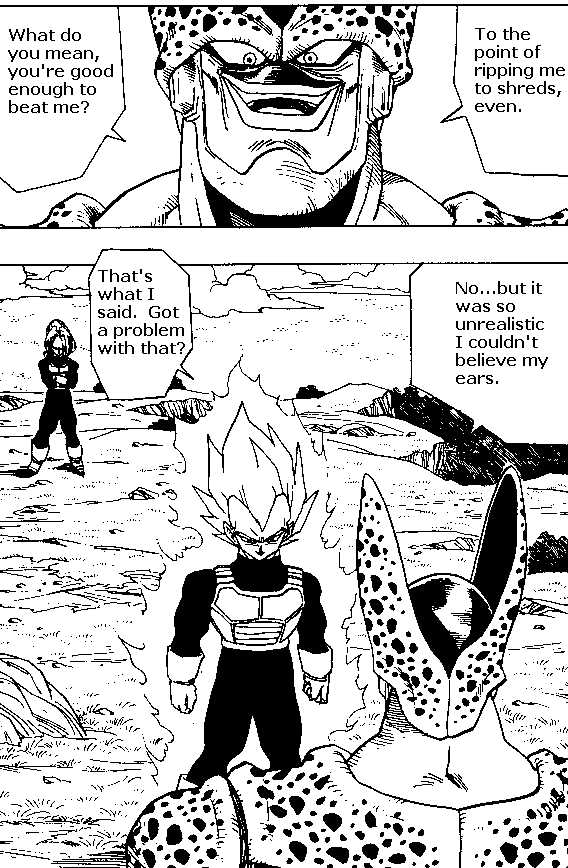 What do
you mean,
you're good
enough to
beat me?
To the
point of
ripping me
to shreds,
even.
That's
what I
said.  Got
a problem
with that?
No...but it
was so
unrealistic
I couldn't
believe my
ears.